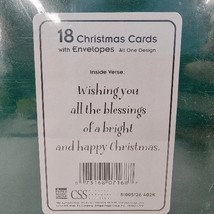 18 Christmas Cards
with Envelopes All One Design
Inside Verse:
Wishing you
all the blessings
of a bright
and happy Christmas.
CSS